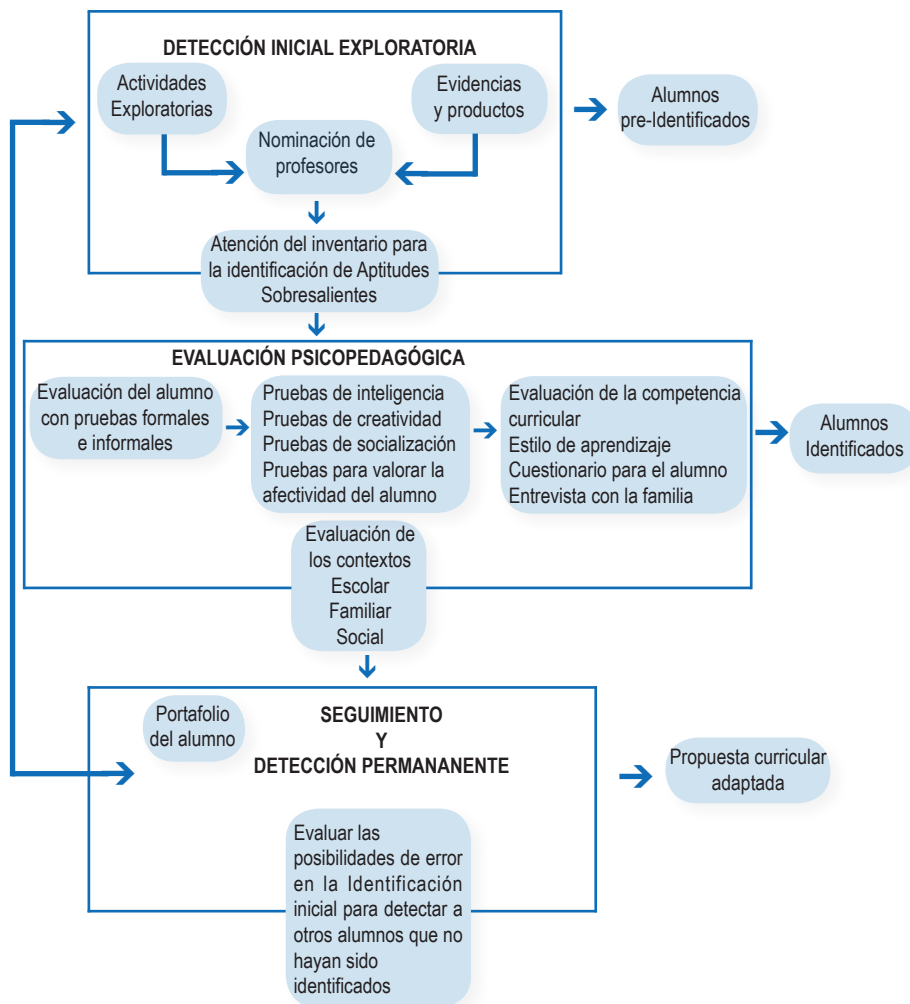 DETECCIÓN INICIAL EXPLORATORIA
Actividades
Exploratorias
Evidencias
y productos
Alumnos
pre-Identificados
Nominación de
profesores
Atención del inventario para
la identificación de Aptitudes
Sobresalientes
EVALUACIÓN PSICOPEDAGÓGICA
Evaluación del alumno
con pruebas formales
e informales
Pruebas de inteligencia
Pruebas de creatividad
Pruebas de socialización
Pruebas para valorar la
afectividad del alumno
Evaluación de la competencia
curricular
Estilo de aprendizaje
Cuestionario para el alumno
Entrevista con la familia
Alumnos
Identificados
Evaluación de
los contextos
Escolar
Familiar
Social
Portafolio
del alumno
SEGUIMIENTO
Y
DETECCIÓN PERMANANENTE
Propuesta curricular
adaptada
Evaluar las
posibilidades de error
en la Identificación
inicial para detectar a
otros alumnos que no
hayan sido
identificados